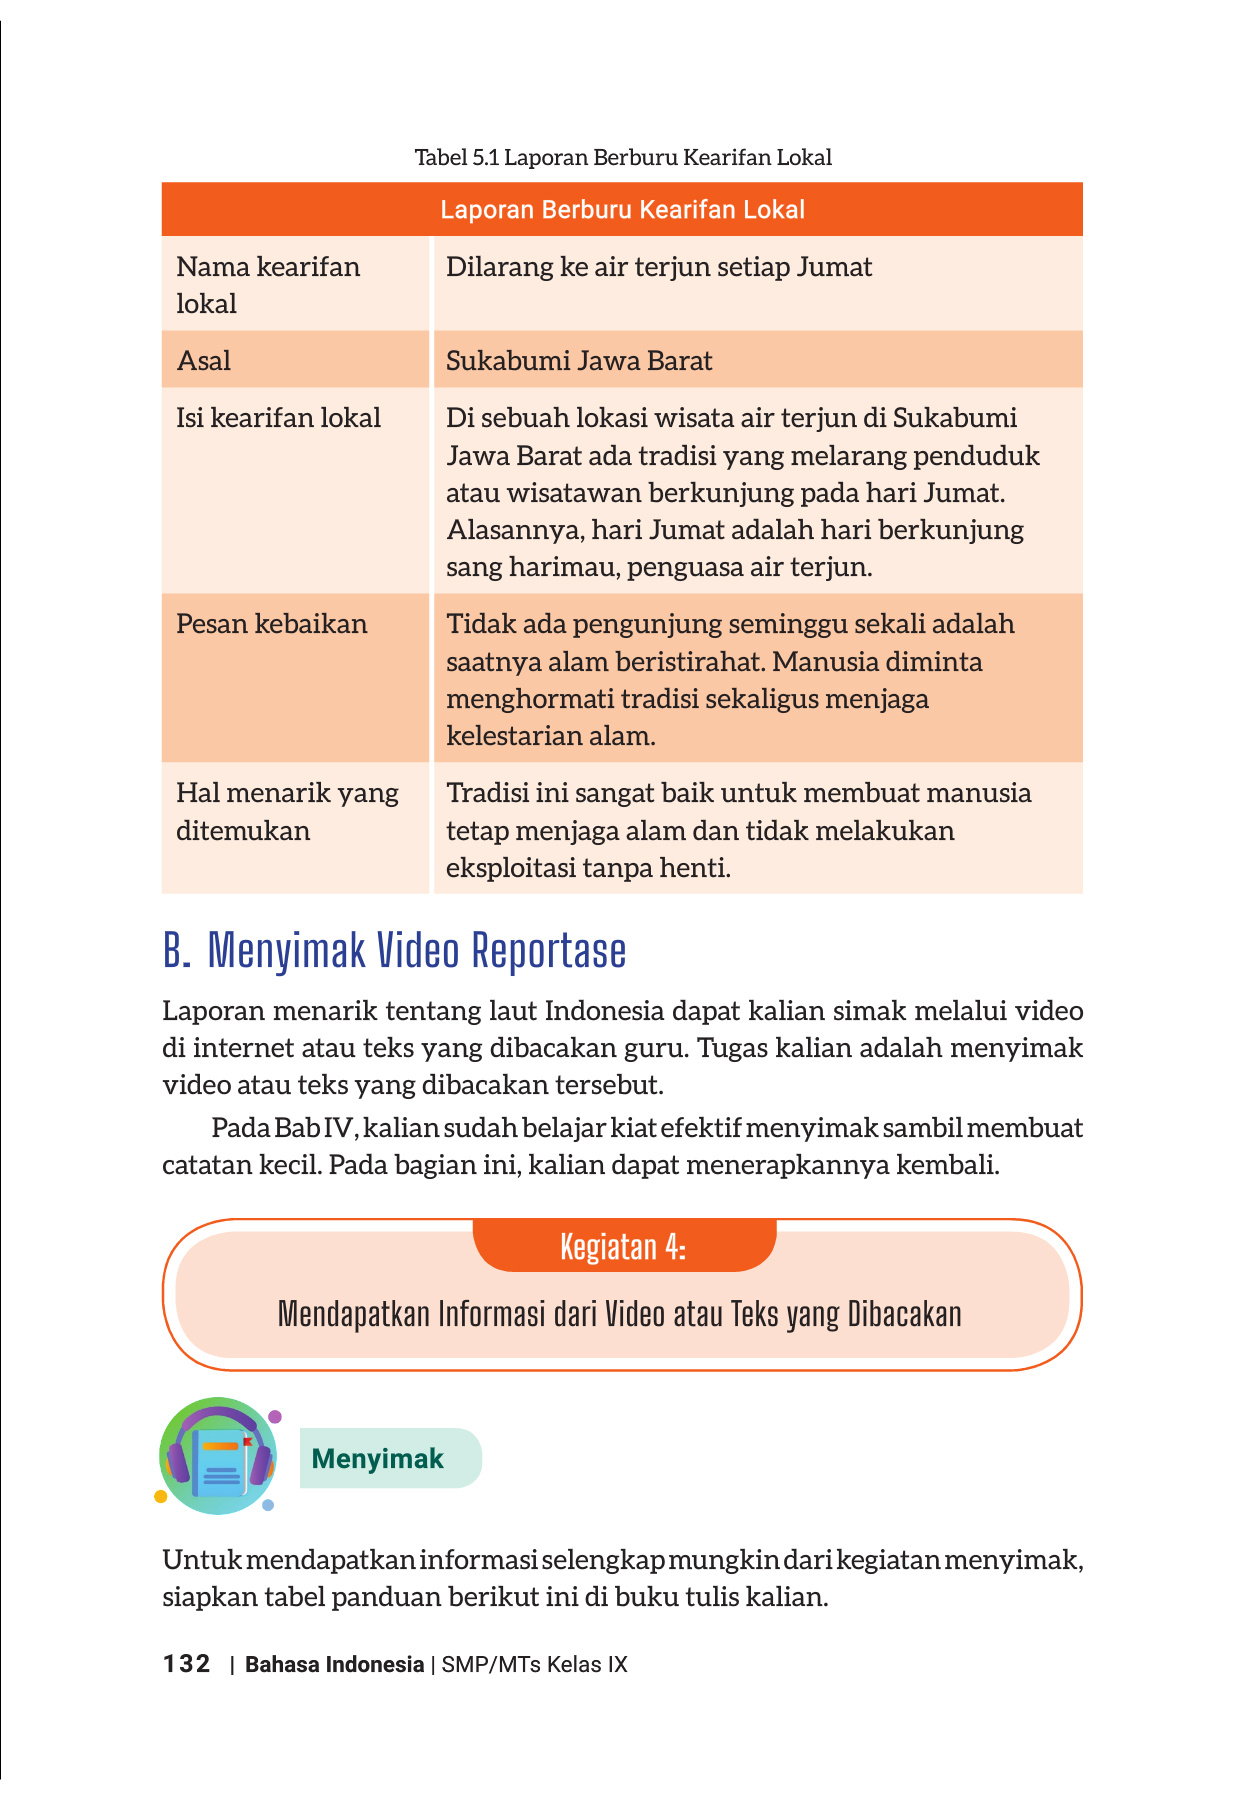 Tabel 5.1 Laporan Berburu Kearifan Lokal
Laporan Berburu Kearifan Lokal
Nama kearifan
lokal
Dilarang ke air terjun setiap Jumat
Asal
Sukabumi Jawa Barat
Isi kearifan lokal
Di sebuah lokasi wisata air terjun di Sukabumi
Jawa Barat ada tradisi yang melarang penduduk
atau wisatawan berkunjung pada hari Jumat.
Alasannya, hari Jumat adalah hari berkunjung
sang harimau, penguasa air terjun.
Pesan kebaikan
Tidak ada pengunjung seminggu sekali adalah
saatnya alam beristirahat. Manusia diminta
menghormati tradisi sekaligus menjaga
kelestarian alam.
Hal menarik yang
ditemukan
Tradisi ini sangat baik untuk membuat manusia
tetap menjaga alam dan tidak melakukan
eksploitasi tanpa henti.
B. Menyimak Video Reportase
Laporan menarik tentang laut Indonesia dapat kalian simak melalui video
di internet atau teks yang dibacakan guru. Tugas kalian adalah menyimak
video atau teks yang dibacakan tersebut.
Pada Bab IV, kalian sudah belajar kiat efektif menyimak sambil membuat
catatan kecil. Pada bagian ini, kalian dapat menerapkannya kembali.
Kegiatan 4:
Mendapatkan Informasi dari Video atau Teks yang Dibacakan
Menyimak
Untuk mendapatkan informasi selengkap mungkin dari kegiatan menyimak,
siapkan tabel panduan berikut ini di buku tulis kalian.
132 | Bahasa Indonesia | SMP/MTs Kelas IX